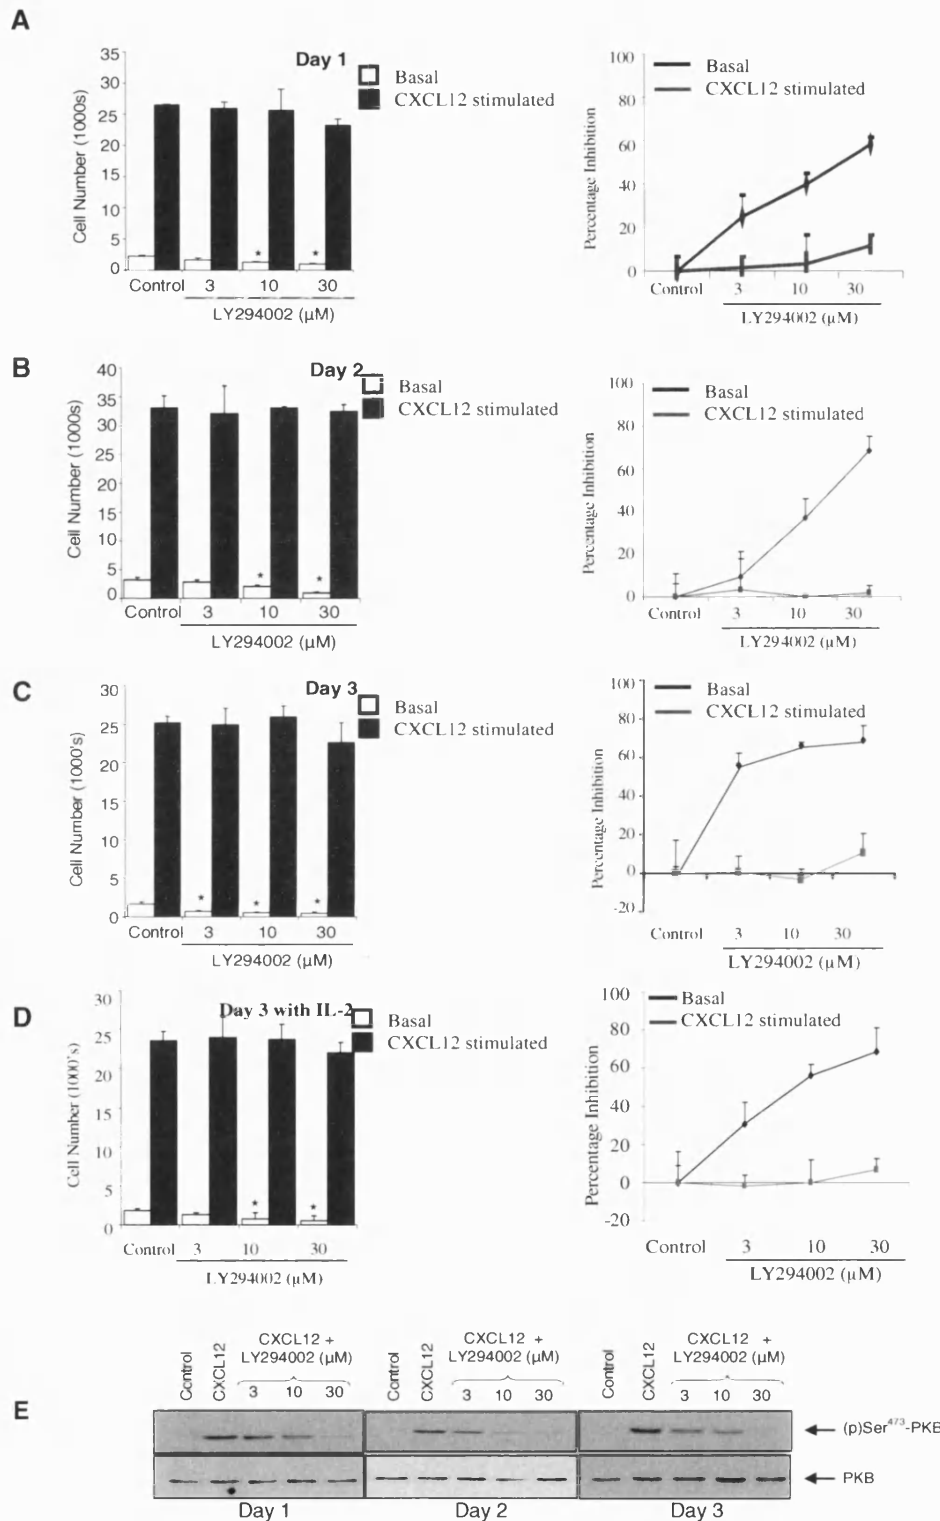 A
Day 1
Basal
CXCL12 stimulated
Cell Number (1000s)
35
30
25
20
15
10
5
0
* *
Control 3 10 30
LY294002 (µM)
Basal
CXCL12 stimulated
Percentage Inhibition
100
80
60
40
20
0
Control 3 10 30
LY294002 (µM)
B
Day 2
Basal
CXCL12 stimulated
Cell Number (1000s)
40
35
30
25
20
15
10
5
0
* *
Control 3 10 30
LY294002 (µM)
Basal
CXCL12 stimulated
Percentage Inhibition
100
80
60
40
20
0
Control 3 10 30
LY294002 (µM)
C
Day 3
Basal
CXCL12 stimulated
Cell Number (1000's)
30
25
20
15
10
5
0
* * *
Control 3 10 30
LY294002 (µM)
Basal
CXCL12 stimulated
Percentage Inhibition
100
80
60
40
20
0
-20
Control 3 10 30
LY294002 (µM)
D
Day 3 with IL-2
Basal
CXCL12 stimulated
Cell Number (1000's)
30
25
20
15
10
5
0
* *
Control 3 10 30
LY294002 (µM)
Basal
CXCL12 stimulated
Percentage Inhibition
100
80
60
40
20
0
-20
Control 3 10 30
LY294002 (µM)
E
Control CXCL12 CXCL12 + LY294002 (µM) 3 10 30
Control CXCL12 CXCL12 + LY294002 (µM) 3 10 30
Control CXCL12 CXCL12 + LY294002 (µM) 3 10 30
(p)Ser473-PKB
PKB
Day 1 Day 2 Day 3